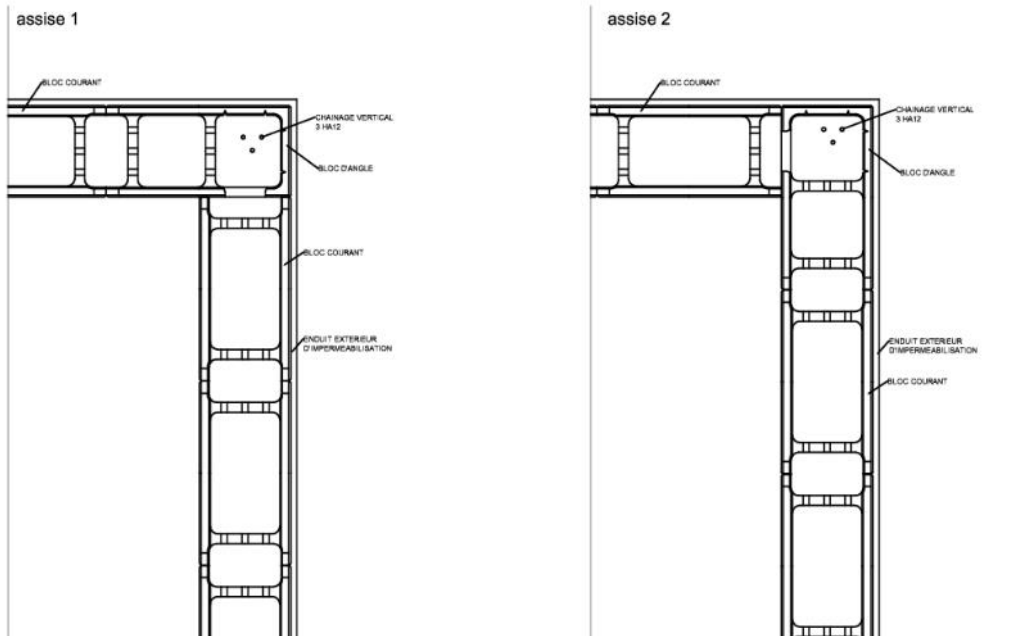 assise 1
BLOC COURANT
CHAINAGE VERTICAL
3 HA12
BLOC D'ANGLE
BLOC COURANT
ENDUIT EXTERIEUR
D'IMPERMEABILISATION
assise 2
BLOC COURANT
CHAINAGE VERTICAL
3 HA12
BLOC D'ANGLE
ENDUIT EXTERIEUR
D'IMPERMEABILISATION
BLOC COURANT